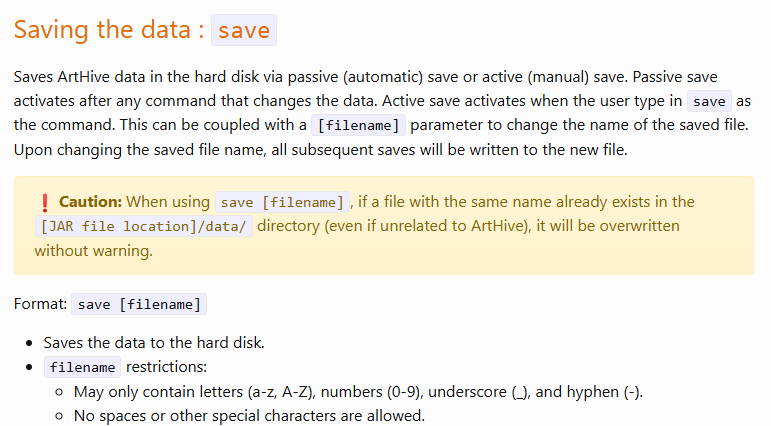 Saving the data : save
Saves ArtHive data in the hard disk via passive (automatic) save or active (manual) save. Passive save
activates after any command that changes the data. Active save activates when the user type in save as
the command. This can be coupled with a [filename] parameter to change the name of the saved file.
Upon changing the saved file name, all subsequent saves will be written to the new file.
❗ Caution: When using save [filename], if a file with the same name already exists in the
[JAR file location]/data/ directory (even if unrelated to ArtHive), it will be overwritten
without warning.
Format: save [filename]
• Saves the data to the hard disk.
• filename restrictions:
◦ May only contain letters (a-z, A-Z), numbers (0-9), underscore (_), and hyphen (-).
◦ No spaces or other special characters are allowed.